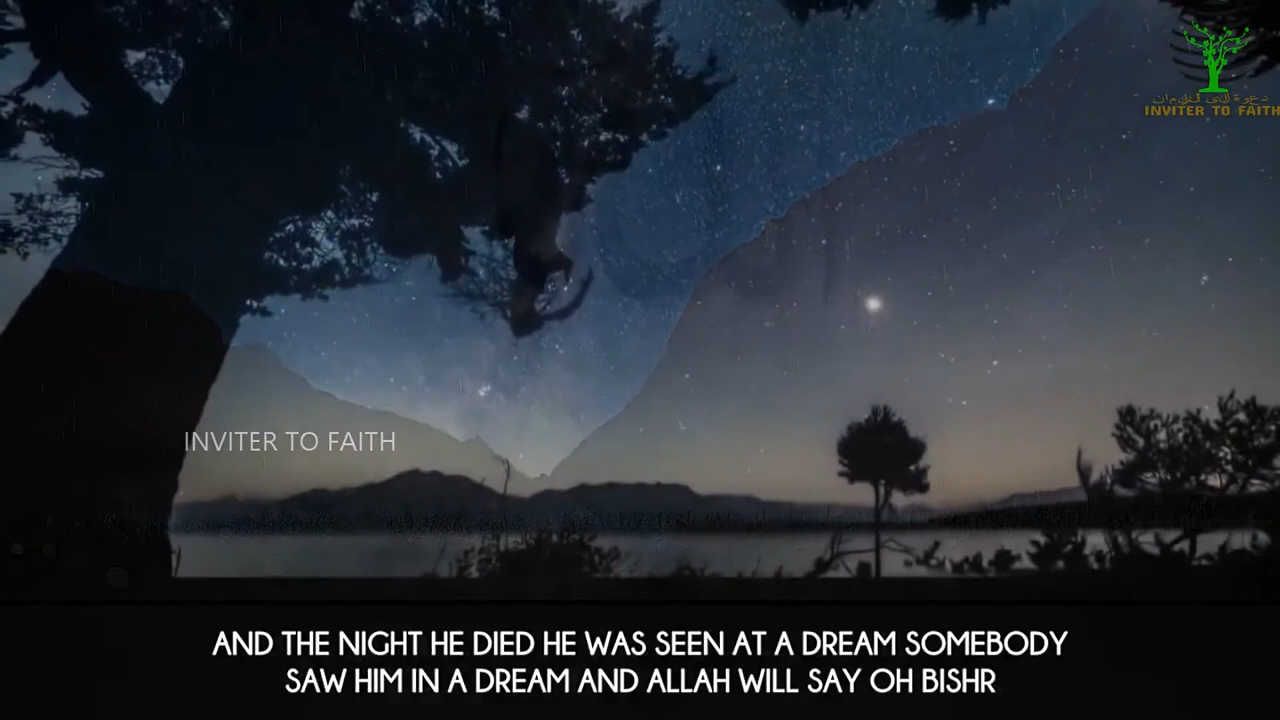 INVITER TO FAITH
INVITER TO FAITH
AND THE NIGHT HE DIED HE WAS SEEN AT A DREAM SOMEBODY
SAW HIM IN A DREAM AND ALLAH WILL SAY OH BISHR